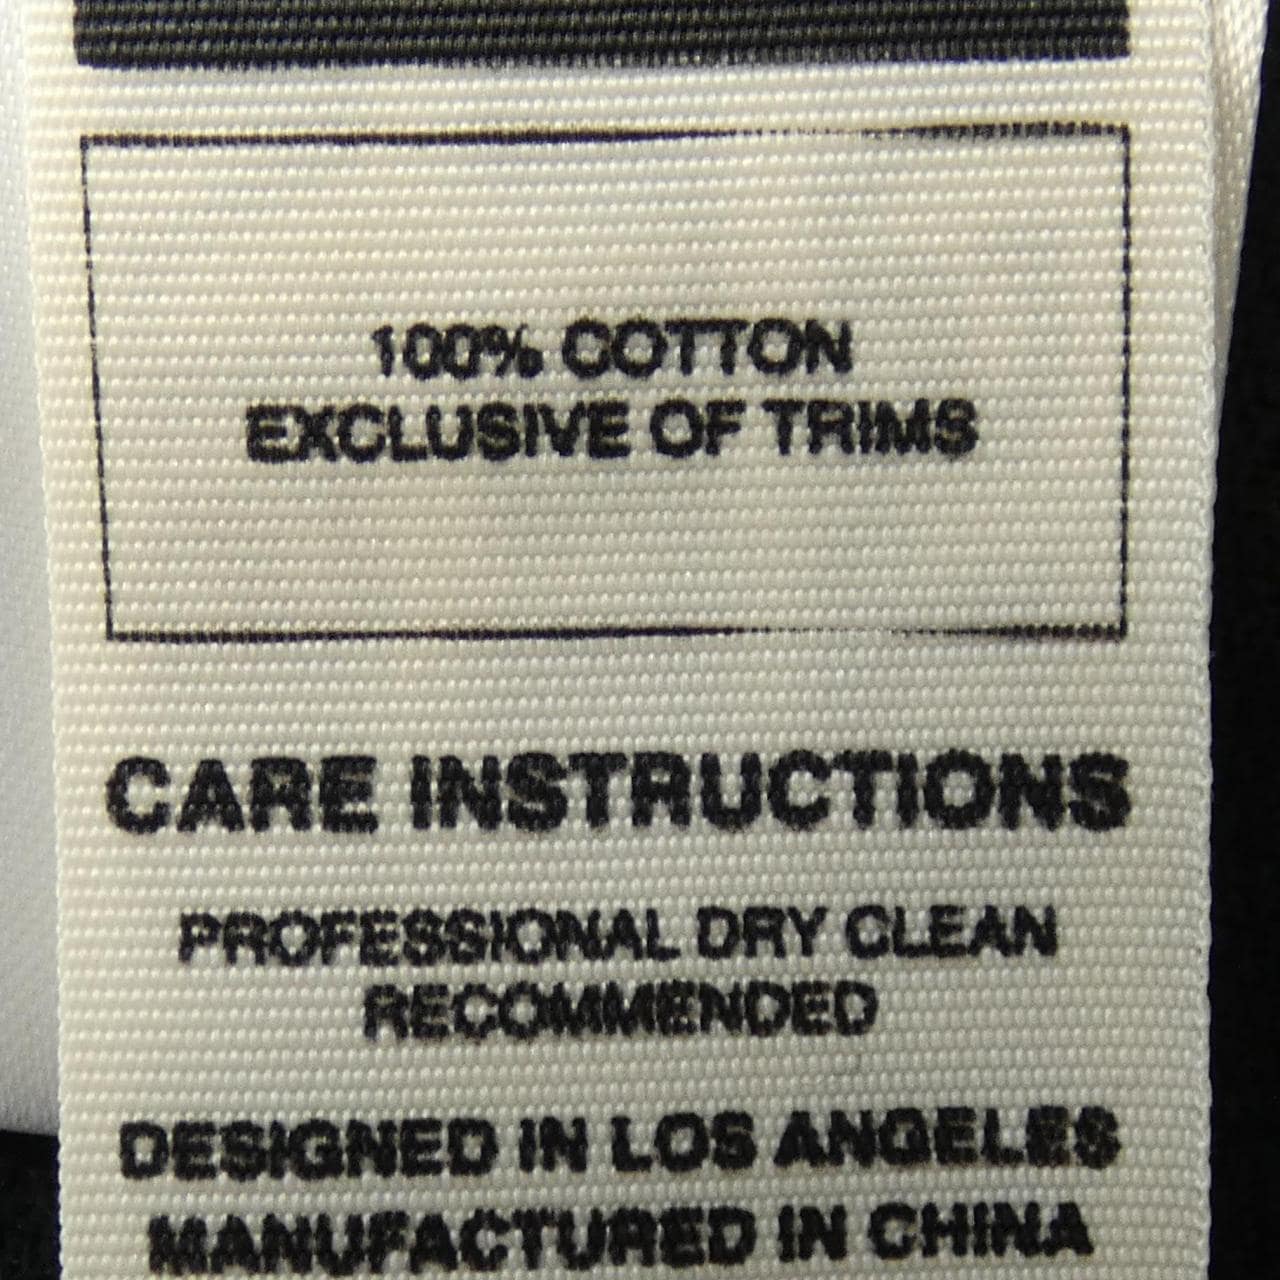 100% COTTON
EXCLUSIVE OF TRIMS
CARE INSTRUCTIONS
PROFESSIONAL DRY CLEAN
RECOMMENDED
DESIGNED IN LOS ANGELES
MANUFACTURED IN CHINA